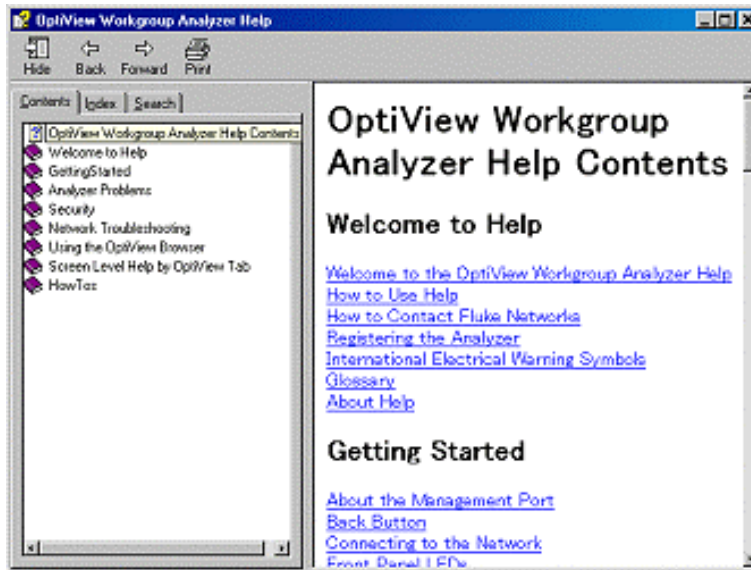 OptiView Workgroup Analyzer Help
Hide Back Forward Print
Contents Index Search
OptiView Workgroup Analyzer Help Contents
Welcome to Help
GettingStarted
Analyzer Problems
Security
Network Troubleshooting
Using the OptiView Browser
Screen Level Help by OptiView Tab
HowTos
OptiView Workgroup
Analyzer Help Contents
Welcome to Help
Welcome to the OptiView Workgroup Analyzer Help
How to Use Help
How to Contact Fluke Networks
Registering the Analyzer
International Electrical Warning Symbols
Glossary
About Help
Getting Started
About the Management Port
Back Button
Connecting to the Network
Front Panel LEDs